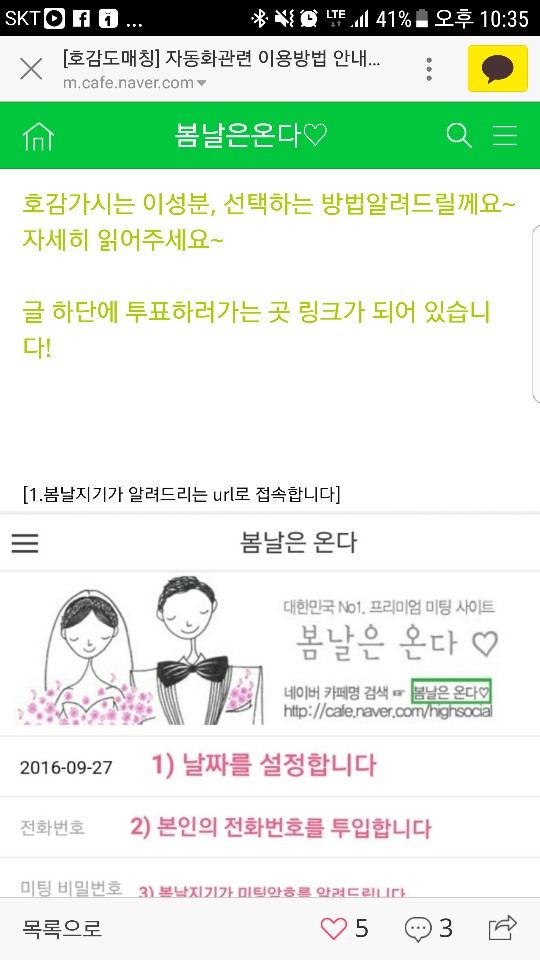 SKT ... LTE 41% 오후 10:35
[호감도매칭] 자동화관련 이용방법 안내...
m.cafe.naver.com
봄날은온다♡
호감가시는 이성분, 선택하는 방법알려드릴께요~
자세히 읽어주세요~
글 하단에 투표하러가는 곳 링크가 되어 있습니
다!
[1.봄날지기가 알려드리는 url로 접속합니다]
봄날은 온다
대한민국 No1. 프리미엄 미팅 사이트
봄날은 온다 ♡
네이버 카페명 검색 ☞ 봄날은 온다♡
http://cafe.naver.com/highsocial
2016-09-27 1) 날짜를 설정합니다
전화번호 2) 본인의 전화번호를 투입합니다
미팅 비밀번호 3) 봄날지기가 미팅암호를 알려드립니다
목록으로 5 3